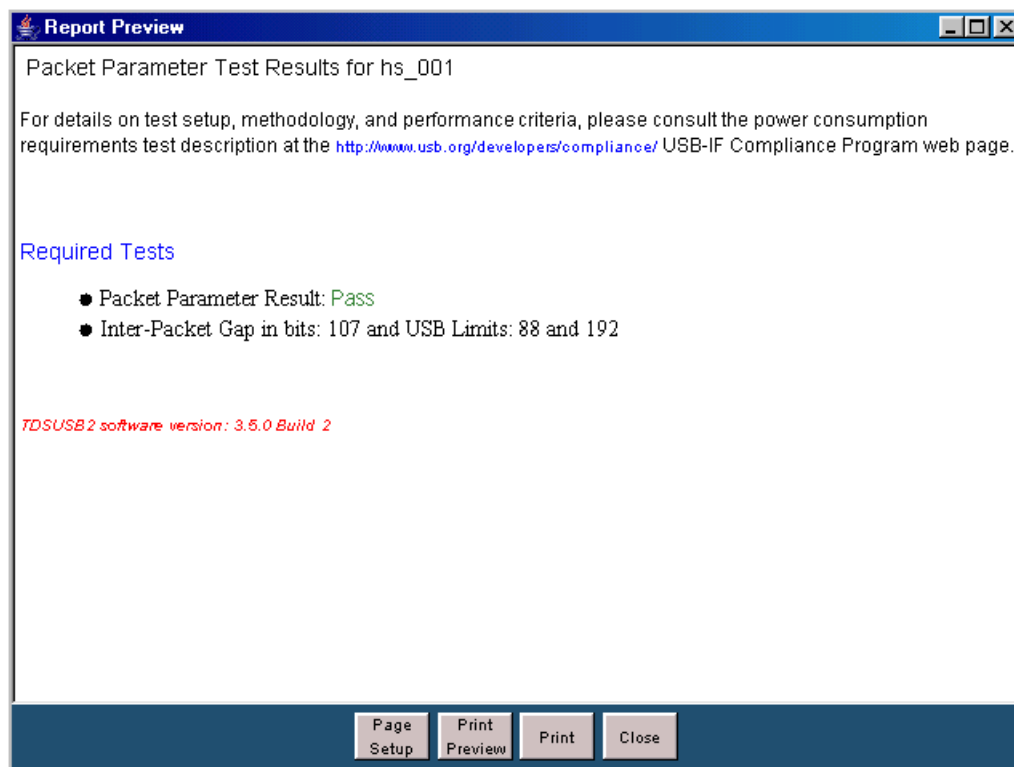 Report Preview
Packet Parameter Test Results for hs_001
For details on test setup, methodology, and performance criteria, please consult the power consumption
requirements test description at the http://www.usb.org/developers/compliance/ USB-IF Compliance Program web page.
Required Tests
Packet Parameter Result: Pass
Inter-Packet Gap in bits: 107 and USB Limits: 88 and 192
TDSUSB2 software version: 3.5.0 Build 2
Page
Setup
Print
Preview
Print
Close